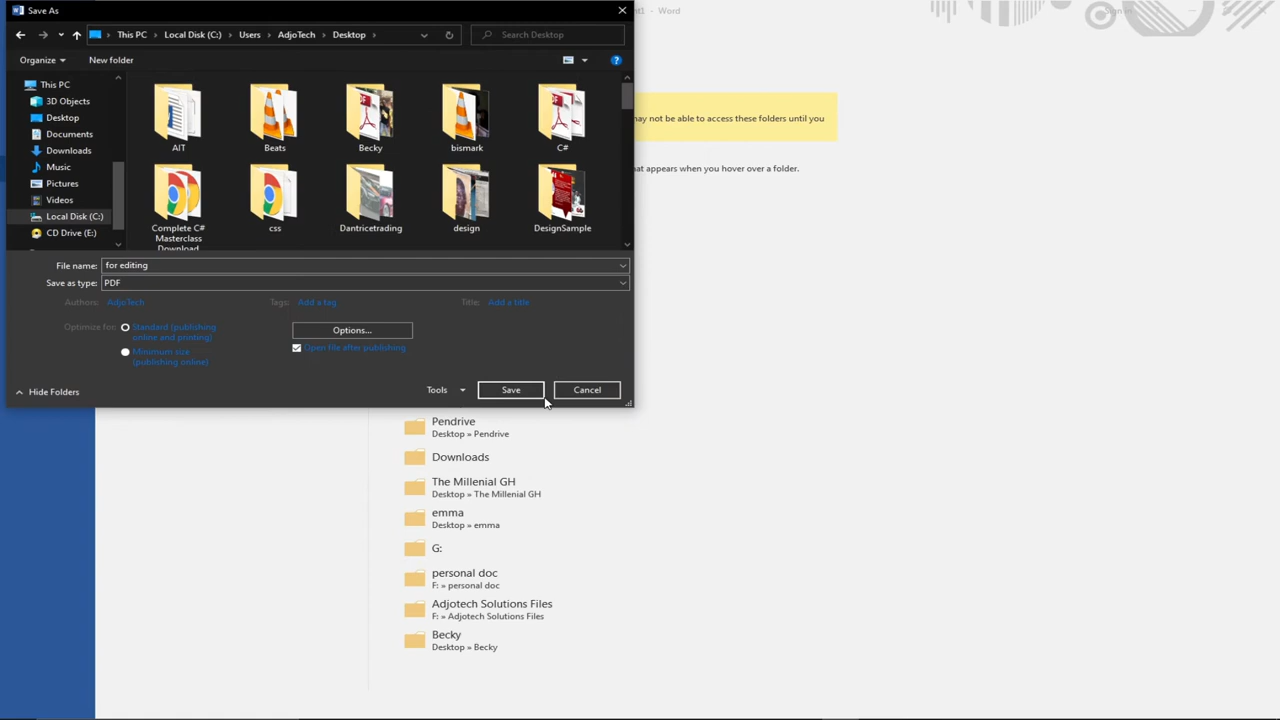 Save As
nt1 - Word
Sign in
This PC
Local Disk (C:)
Users
AdjoTech
Desktop
Search Desktop
Organize
New folder
This PC
3D Objects
Desktop
Documents
Downloads
Music
Pictures
Videos
Local Disk (C:)
CD Drive (E:)
AIT
Beats
Becky
bismark
C#
Complete C#
Masterclass
Download
css
Dantricetrading
design
DesignSample
may not be able to access these folders until you
hat appears when you hover over a folder.
File name: for editing
Save as type: PDF
Authors: AdjoTech
Tags: Add a tag
Title: Add a title
Optimize for:
Standard (publishing
online and printing)
Minimum size
(publishing online)
Options...
Open file after publishing
Hide Folders
Tools
Save
Cancel
Pendrive
Desktop » Pendrive
Downloads
The Millenial GH
Desktop » The Millenial GH
emma
Desktop » emma
G:
personal doc
F: » personal doc
Adjotech Solutions Files
F: » Adjotech Solutions Files
Becky
Desktop » Becky